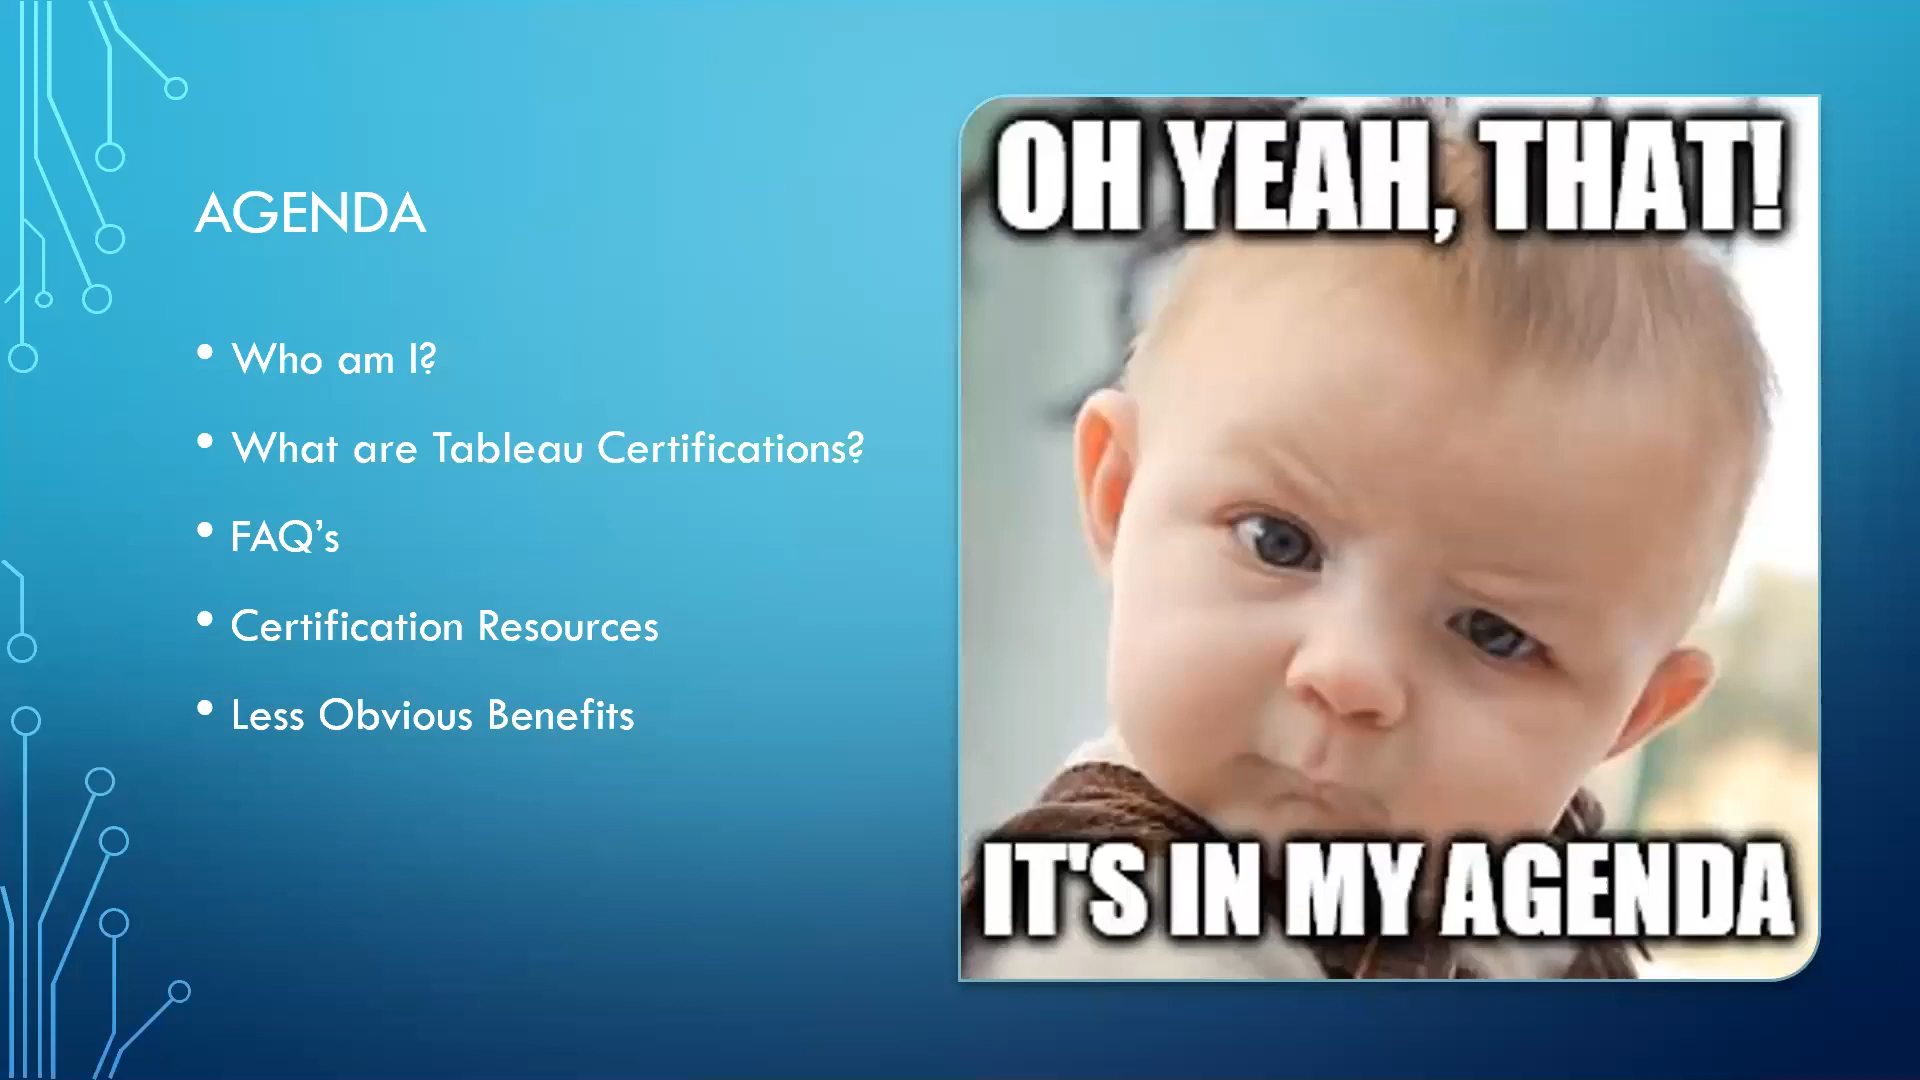 AGENDA
• Who am I?
• What are Tableau Certifications?
• FAQ’s
• Certification Resources
• Less Obvious Benefits
OH YEAH, THAT!
IT'S IN MY AGENDA